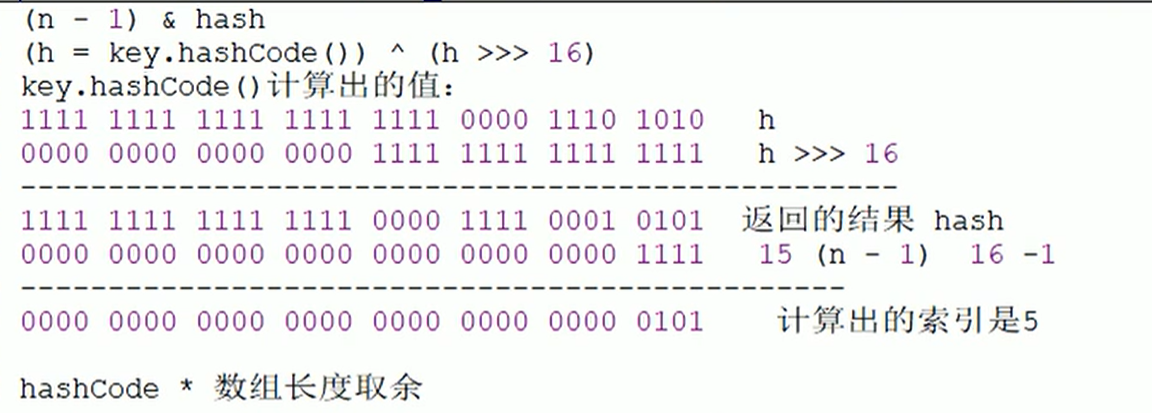 (n - 1) & hash
(h = key.hashCode()) ^ (h >>> 16)
key.hashCode()计算出的值：
1111 1111 1111 1111 1111 0000 1110 1010 h
0000 0000 0000 0000 1111 1111 1111 1111 h >>> 16
--------------------------------------------------
1111 1111 1111 1111 0000 1111 0001 0101 返回的结果 hash
0000 0000 0000 0000 0000 0000 0000 1111 15 (n - 1) 16 -1
-----------------------------------------------
0000 0000 0000 0000 0000 0000 0000 0101 计算出的索引是5
hashCode * 数组长度取余